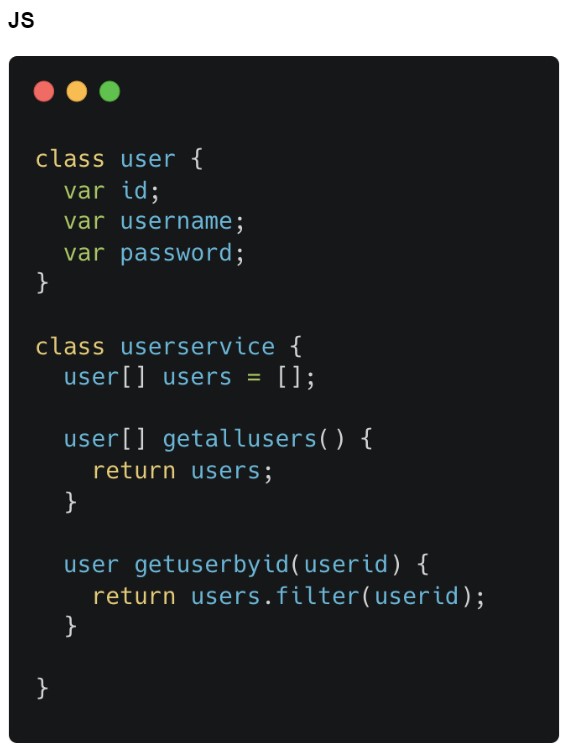 JS
class user {
  var id;
  var username;
  var password;
}
class userservice {
  user[] users = [];
  user[] getallusers() {
    return users;
  }
  user getuserbyid(userid) {
    return users.filter(userid);
  }
}